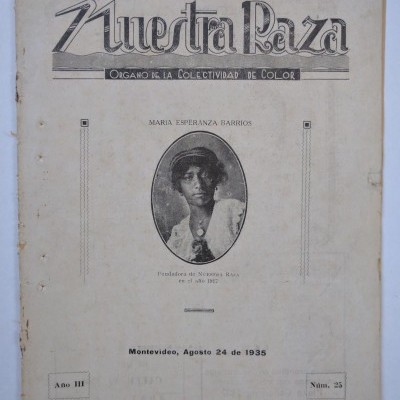 Nuestra Raza
ORGANO DE LA COLECTIVIDAD DE COLOR
MARIA ESPERANZA BARRIOS
Fundadora de Nuestra Raza
en el año
Montevideo, Agosto 24 de 1935
Año III
Núm. 25